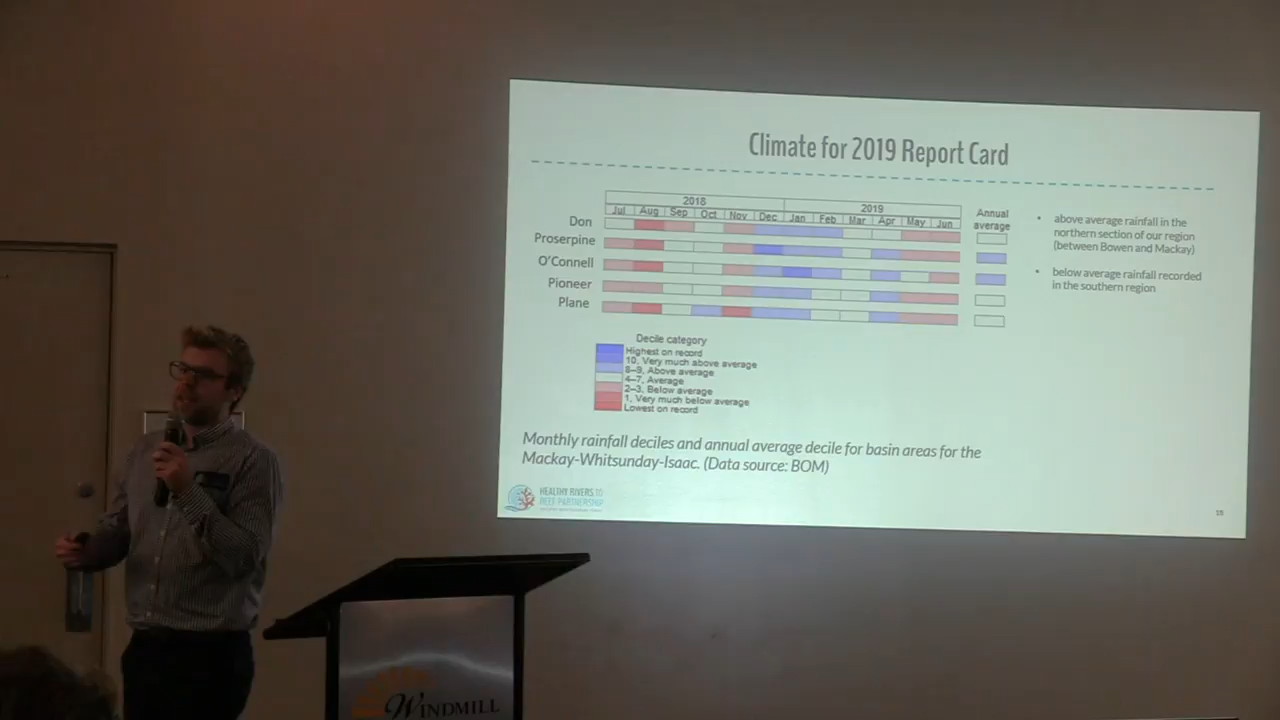 Climate for 2019 Report Card
2018 2019
Jul Aug Sep Oct Nov Dec Jan Feb Mar Apr May Jun
Annual
average
Don
Proserpine
O'Connell
Pioneer
Plane
• above average rainfall in the
northern section of our region
(between Bowen and Mackay)
• below average rainfall recorded
in the southern region
Decile category
Highest on record
10, Very much above average
8–9, Above average
4–7, Average
2–3, Below average
1, Very much below average
Lowest on record
Monthly rainfall deciles and annual average decile for basin areas for the
Mackay-Whitsunday-Isaac. (Data source: BOM)
HEALTHY RIVERS TO
REEF PARTNERSHIP
WINDMILL